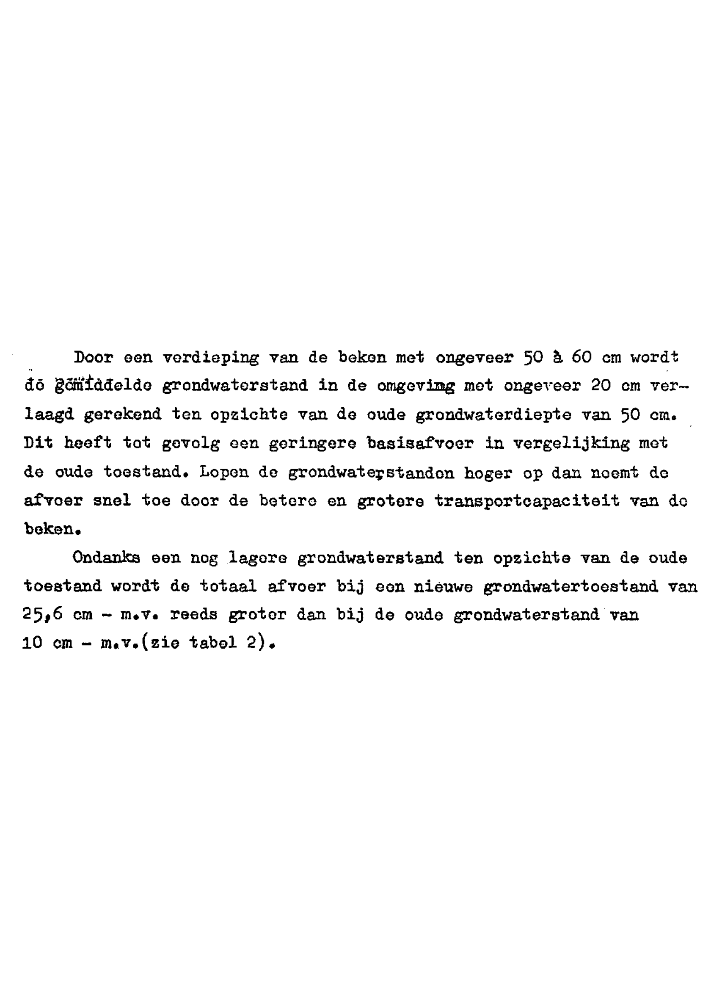 Door een verdieping van de beken met ongeveer 50 à 60 cm wordt
de gemiddelde grondwaterstand in de omgeving met ongeveer 20 cm ver-
laagd gerekend ten opzichte van de oude grondwaterdiepte van 50 cm.
Dit heeft tot gevolg een geringere basisafvoer in vergelijking met
de oude toestand. Lopen de grondwaterstanden hoger op dan neemt de
afvoer snel toe door de betere en grotere transportcapaciteit van de
beken.
Ondanks een nog lagere grondwaterstand ten opzichte van de oude
toestand wordt de totaal afvoer bij een nieuwe grondwatertoestand van
25,6 cm - m.v. reeds groter dan bij de oude grondwaterstand van
10 cm - m.v.(zie tabel 2).